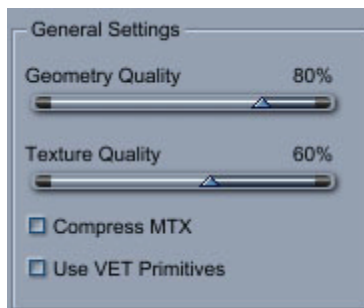 General Settings
Geometry Quality 80%
Texture Quality 60%
Compress MTX
Use VET Primitives